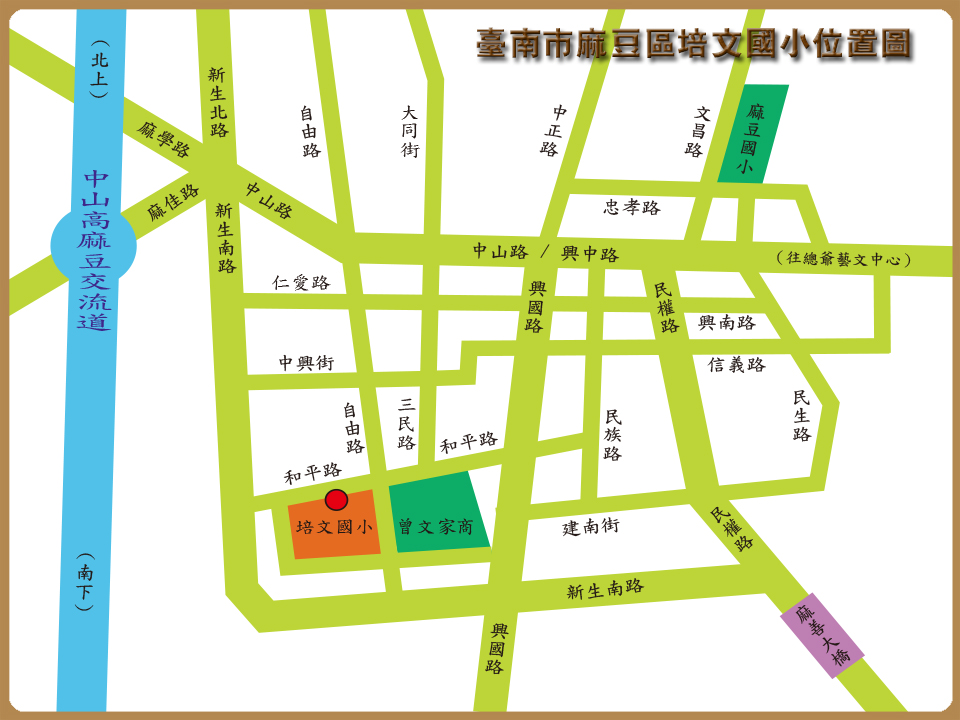 臺南市麻豆區培文國小位置圖
（北上）
新生北路
自由路
大同街
中正路
文昌路
麻豆國小
麻學路
麻佳路
中山路
中山高麻豆交流道
新生南路
忠孝路
中山路 / 興中路
（往總爺藝文中心）
仁愛路
興國路
民權路
興南路
中興街
信義路
自由路
三民路
和平路
民族路
民生路
和平路
培文國小
曾文家商
建南街
民權路
（南下）
新生南路
興國路
麻善大橋